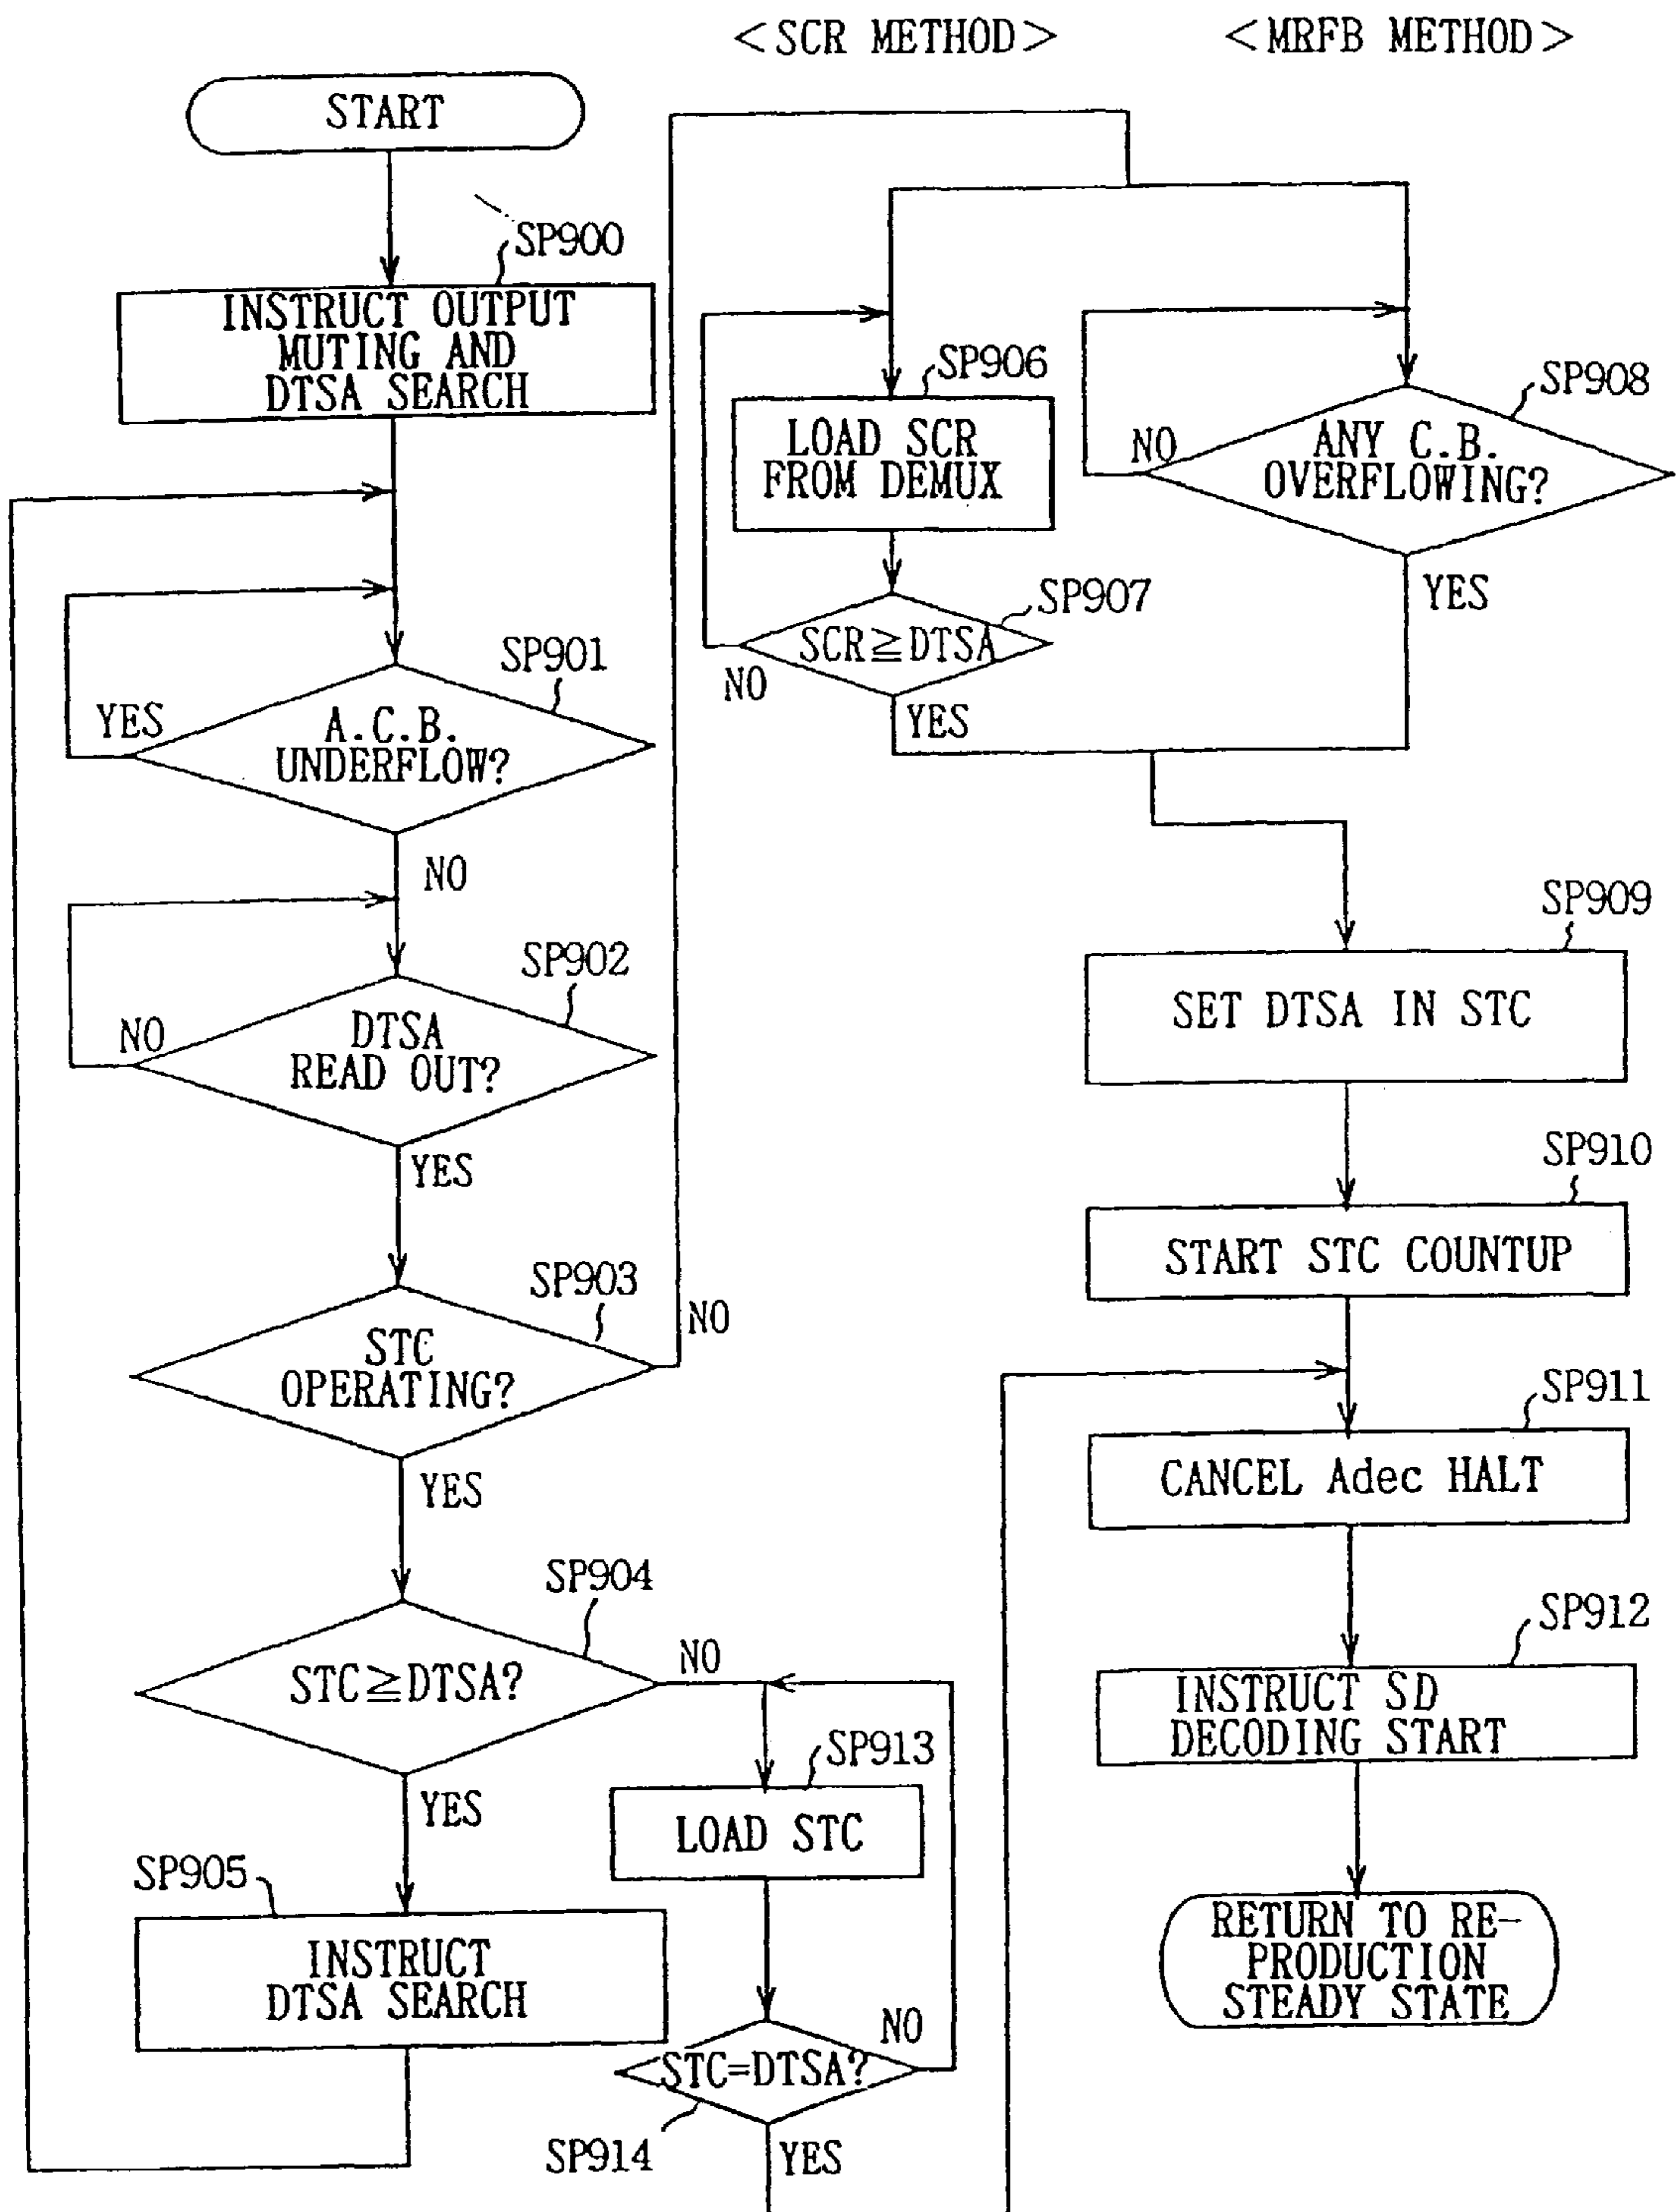 <SCR METHOD>
<MRFB METHOD>
START
SP900
INSTRUCT OUTPUT
MUTING AND
DTSA SEARCH
SP901
YES
A.C.B.
UNDERFLOW?
NO
SP902
NO
DTSA
READ OUT?
YES
SP903
NO
STC
OPERATING?
YES
SP904
NO
STC≧DTSA?
YES
SP905
INSTRUCT
DTSA SEARCH
SP913
LOAD STC
NO
STC=DTSA?
SP914
YES
SP906
LOAD SCR
FROM DEMUX
SP907
SCR≧DTSA
NO
YES
SP908
NO
ANY C.B.
OVERFLOWING?
YES
SP909
SET DTSA IN STC
SP910
START STC COUNTUP
SP911
CANCEL Adec HALT
SP912
INSTRUCT SD
DECODING START
RETURN TO RE-
PRODUCTION
STEADY STATE